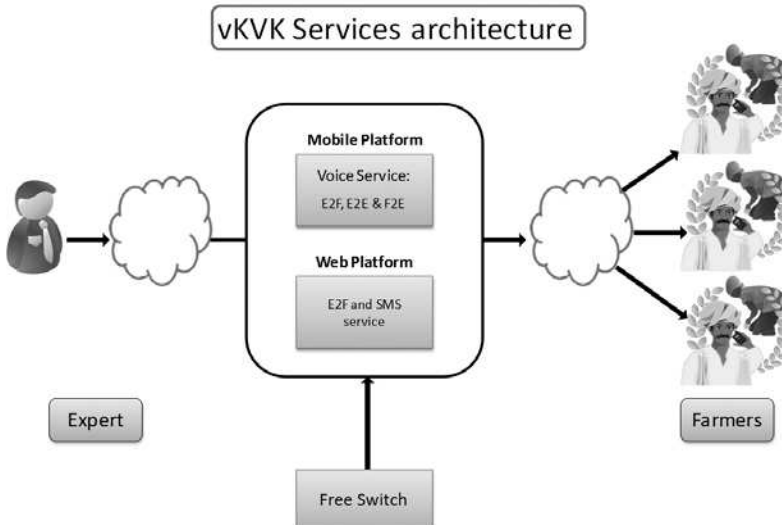 vKVK Services architecture
Mobile Platform
Voice Service:
E2F, E2E & F2E
Web Platform
E2F and SMS
service
Expert
Farmers
Free Switch